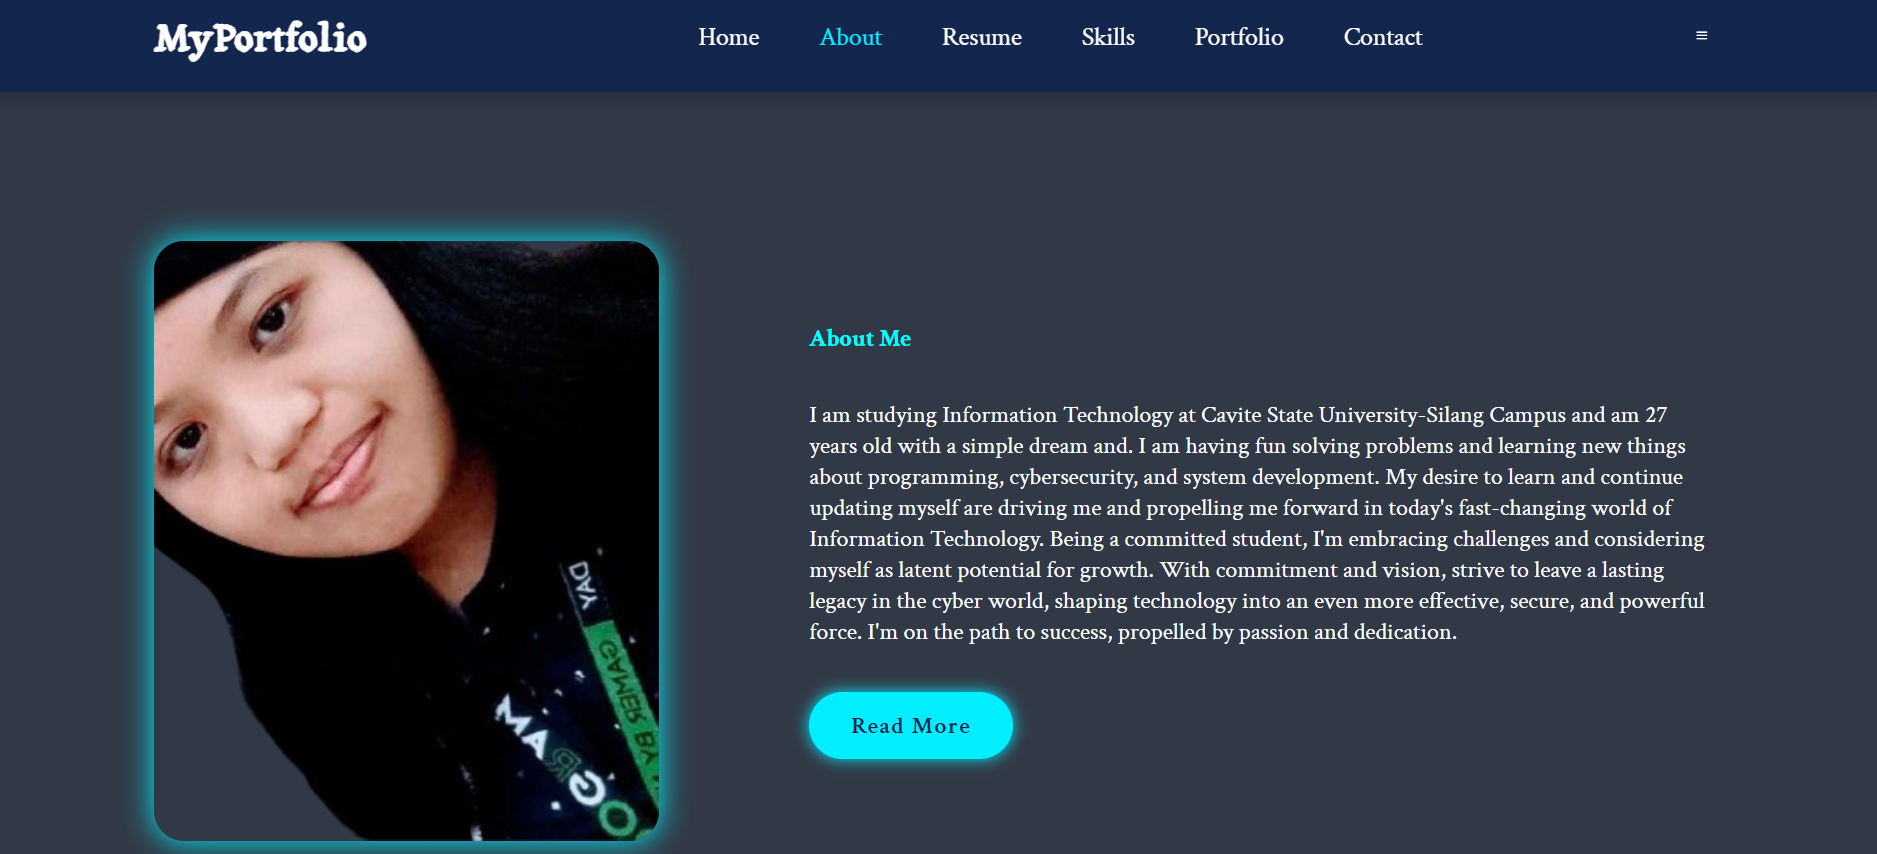 MyPortfolio
Home About Resume Skills Portfolio Contact
About Me
I am studying Information Technology at Cavite State University-Silang Campus and am 27
years old with a simple dream and. I am having fun solving problems and learning new things
about programming, cybersecurity, and system development. My desire to learn and continue
updating myself are driving me and propelling me forward in today's fast-changing world of
Information Technology. Being a committed student, I'm embracing challenges and considering
myself as latent potential for growth. With commitment and vision, strive to leave a lasting
legacy in the cyber world, shaping technology into an even more effective, secure, and powerful
force. I'm on the path to success, propelled by passion and dedication.
Read More
DAY
GAMER BY